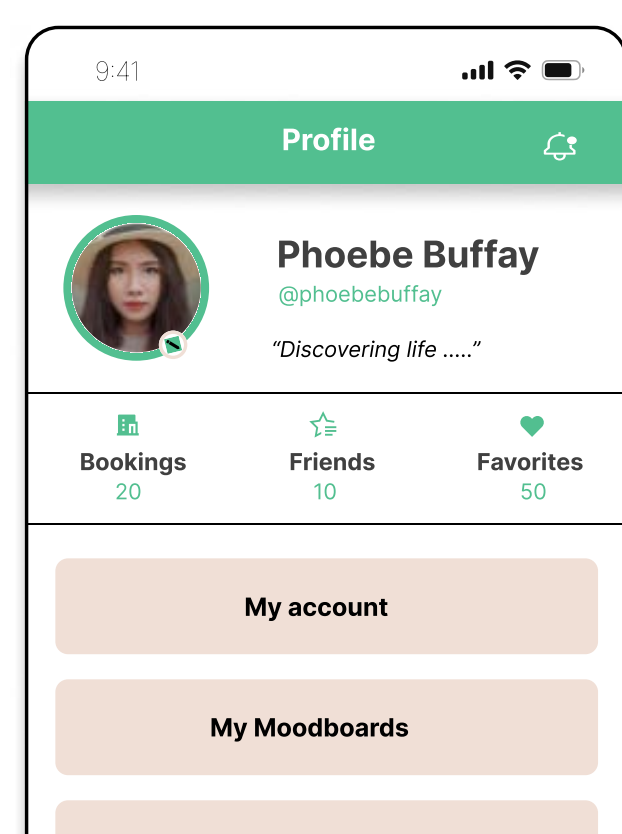 9:41
Profile
Phoebe Buffay
@phoebebuffay
“Discovering life .....”
Bookings Friends Favorites
20 10 50
My account
My Moodboards